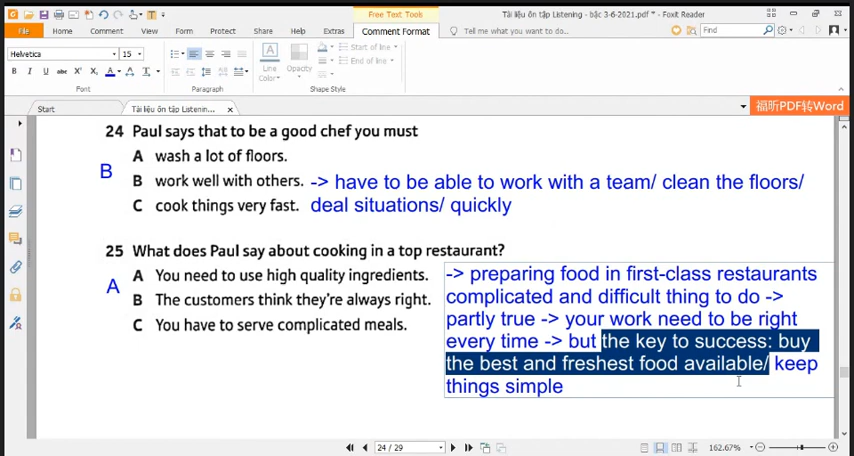 Free Text Tools
Tài liệu ôn tập Listening - bậc 3-6-2021.pdf * - Foxit Reader
File Home Comment Fill & Sign View Form Protect Share Help Extras Comment Format Tell me what you want to do... Find
Helvetica 15 Start of line
B I U abc X² X₂ A T End of line
Line Color Opacity
Font Paragraph Shape Style
Start Tài liệu ôn tập Listenin... 福昕PDF转Word
24 Paul says that to be a good chef you must
A wash a lot of floors.
B
B work well with others. -> have to be able to work with a team/ clean the floors/
C cook things very fast. deal situations/ quickly
25 What does Paul say about cooking in a top restaurant?
A
A You need to use high quality ingredients.
B The customers think they're always right.
C You have to serve complicated meals.
-> preparing food in first-class restaurants
complicated and difficult thing to do ->
partly true -> your work need to be right
every time -> but the key to success: buy
the best and freshest food available/ keep
things simple
24 / 29 162.67%